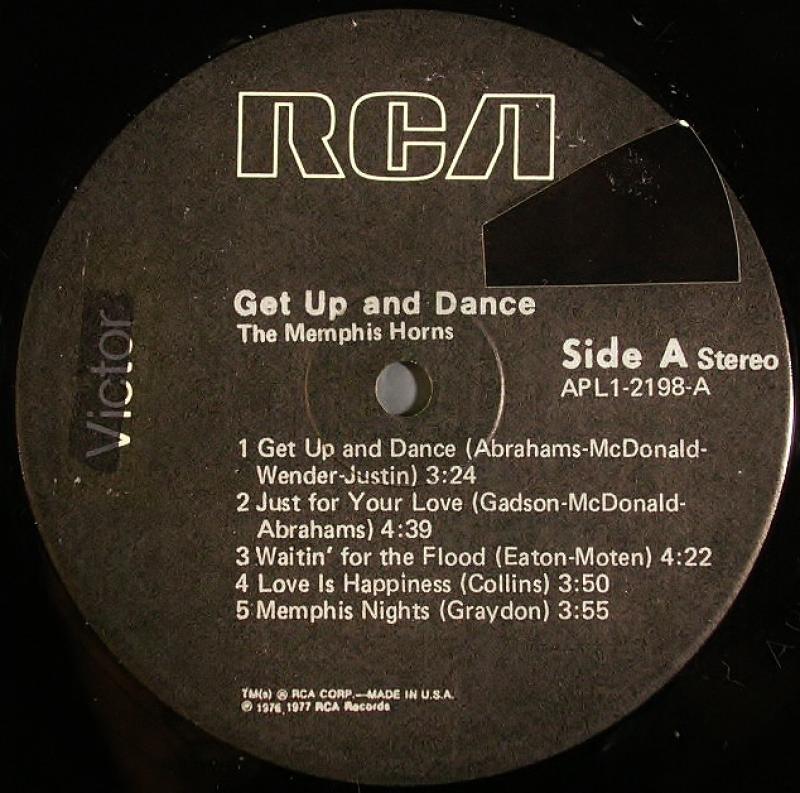 RCA
Victor
Get Up and Dance
The Memphis Horns
Side A Stereo
APL1-2198-A
1 Get Up and Dance (Abrahams-McDonald-
Wender-Justin) 3:24
2 Just for Your Love (Gadson-McDonald-
Abrahams) 4:39
3 Waitin' for the Flood (Eaton-Moten) 4:22
4 Love Is Happiness (Collins) 3:50
5 Memphis Nights (Graydon) 3:55
TM(s) ® RCA CORP.—MADE IN U.S.A.
℗ 1976, 1977 RCA Records